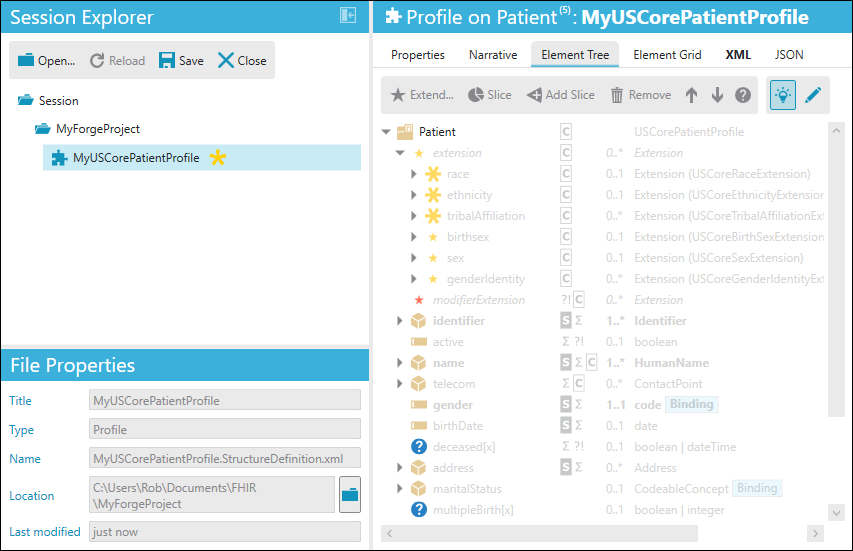 Session Explorer
Open...
Reload
Save
Close
Session
MyForgeProject
MyUSCorePatientProfile
File Properties
Title MyUSCorePatientProfile
Type Profile
Name MyUSCorePatientProfile.StructureDefinition.xml
Location C:\Users\Rob\Documents\FHIR
\MyForgeProject
Last modified just now
Profile on Patient (5) : MyUSCorePatientProfile
Properties Narrative Element Tree Element Grid XML JSON
Extend... Slice Add Slice Remove
Patient C USCorePatientProfile
extension C 0..* Extension
race C 0..1 Extension (USCoreRaceExtension)
ethnicity C 0..1 Extension (USCoreEthnicityExtension
tribalAffiliation C 0..* Extension (USCoreTribalAffiliationExt
birthsex C 0..1 Extension (USCoreBirthSexExtension
sex C 0..1 Extension (USCoreSexExtension)
genderIdentity C 0..* Extension (USCoreGenderIdentityExt
modifierExtension ?! C 0..* Extension
identifier S Σ 1..* Identifier
active Σ ?! 0..1 boolean
name S Σ C 1..* HumanName
telecom Σ C 0..* ContactPoint
gender S Σ 1..1 code Binding
birthDate S Σ 0..1 date
deceased[x] Σ ?! 0..1 boolean | dateTime
address S Σ 0..* Address
maritalStatus 0..1 CodeableConcept Binding
multipleBirth[x] 0..1 boolean | integer